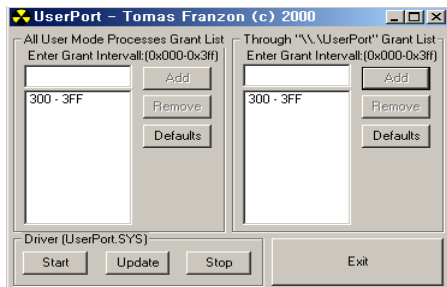 UserPort - Tomas Franzon (c) 2000
All User Mode Processes Grant List
Enter Grant Intervall:(0x000-0x3ff)
Add
300 - 3FF
Remove
Defaults
Through "\\.\UserPort" Grant List
Enter Grant Intervall:(0x000-0x3ff)
Add
300 - 3FF
Remove
Defaults
Driver (UserPort.SYS)
Start
Update
Stop
Exit